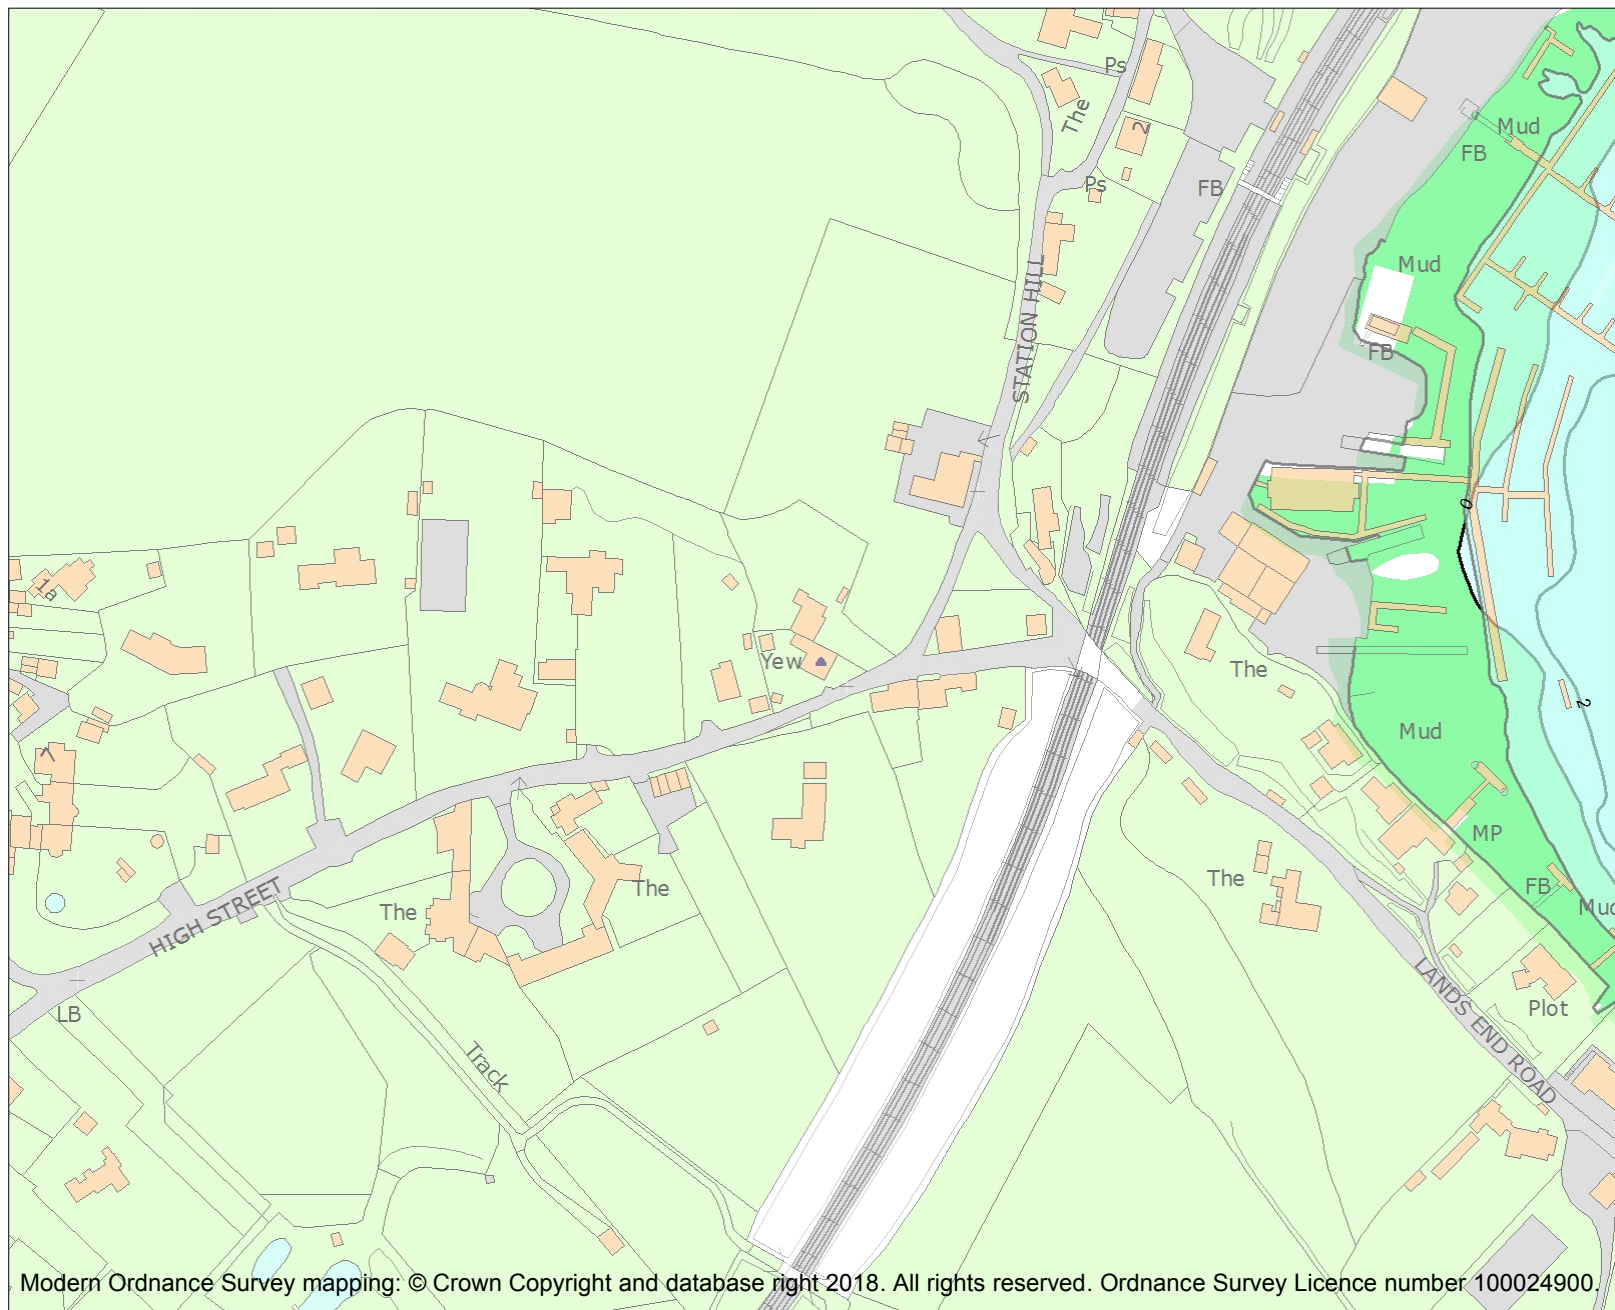 Ps
The
2
Mud
FB
Ps
FB
Mud
STATION HILL
FB
0
1a
Yew
The
2
Mud
7
MP
The
The
FB
The
Mud
HIGH STREET
LANDS END ROAD
LB
Plot
Track
Modern Ordnance Survey mapping: © Crown Copyright and database right 2018. All rights reserved. Ordnance Survey Licence number 100024900.